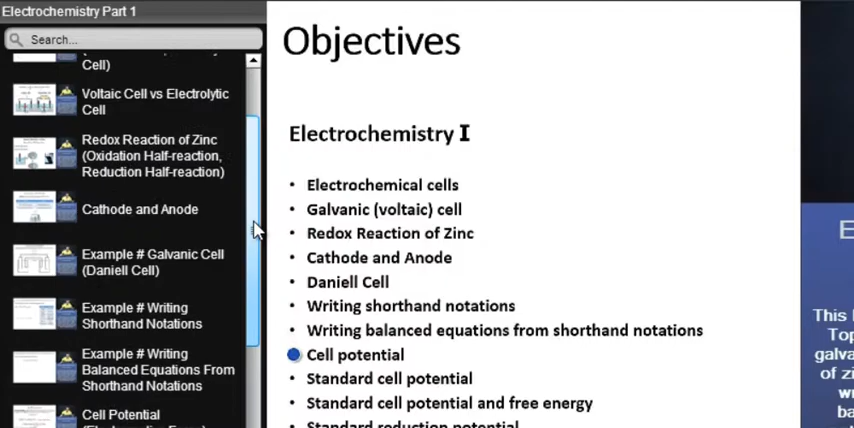 Electrochemistry Part 1
Search...
Cell)
Voltaic Cell vs Electrolytic
Cell
Redox Reaction of Zinc
(Oxidation Half-reaction,
Reduction Half-reaction)
Cathode and Anode
Example # Galvanic Cell
(Daniell Cell)
Example # Writing
Shorthand Notations
Example # Writing
Balanced Equations From
Shorthand Notations
Cell Potential
Objectives
Electrochemistry I
• Electrochemical cells
• Galvanic (voltaic) cell
• Redox Reaction of Zinc
• Cathode and Anode
• Daniell Cell
• Writing shorthand notations
• Writing balanced equations from shorthand notations
Cell potential
• Standard cell potential
• Standard cell potential and free energy
• Standard reduction potential
E
This
Top
galva
of zi
w
ba